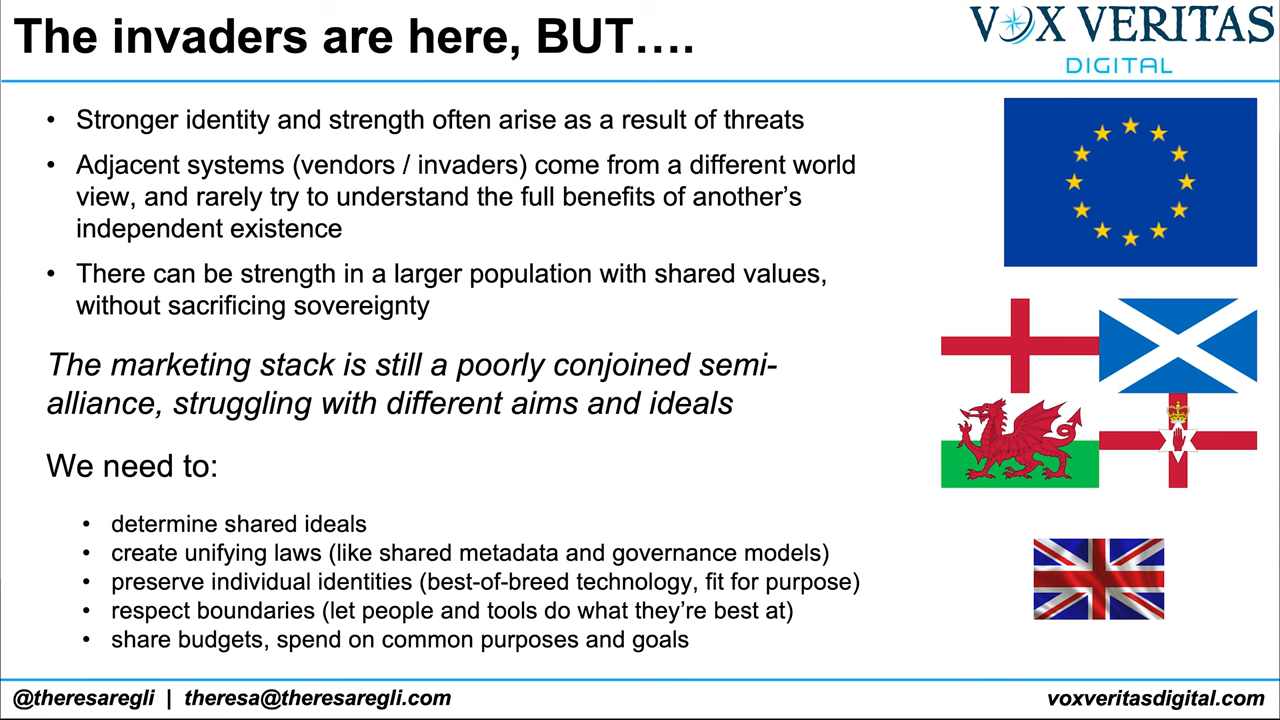 The invaders are here, BUT….
VOX VERITAS
DIGITAL
• Stronger identity and strength often arise as a result of threats
• Adjacent systems (vendors / invaders) come from a different world
view, and rarely try to understand the full benefits of another’s
independent existence
• There can be strength in a larger population with shared values,
without sacrificing sovereignty
The marketing stack is still a poorly conjoined semi-
alliance, struggling with different aims and ideals
We need to:
• determine shared ideals
• create unifying laws (like shared metadata and governance models)
• preserve individual identities (best-of-breed technology, fit for purpose)
• respect boundaries (let people and tools do what they’re best at)
• share budgets, spend on common purposes and goals
@theresaregli | theresa@theresaregli.com
voxveritasdigital.com